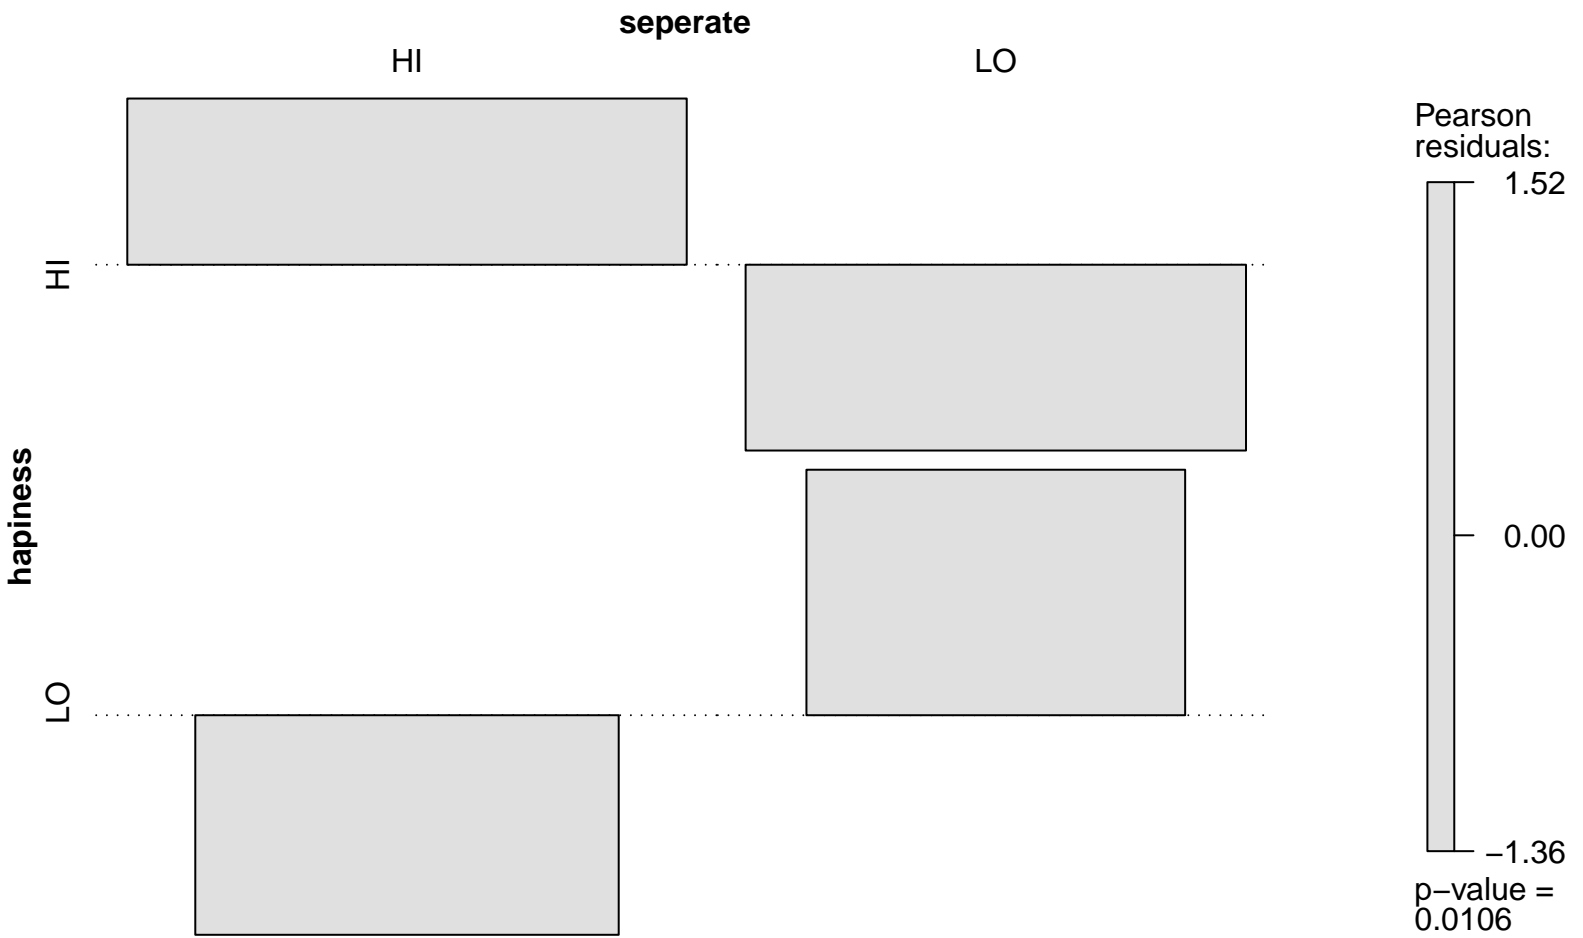 seperate
HI
LO
HI
hapiness
LO
Pearson
residuals:
1.52
0.00
−1.36
p−value =
0.0106